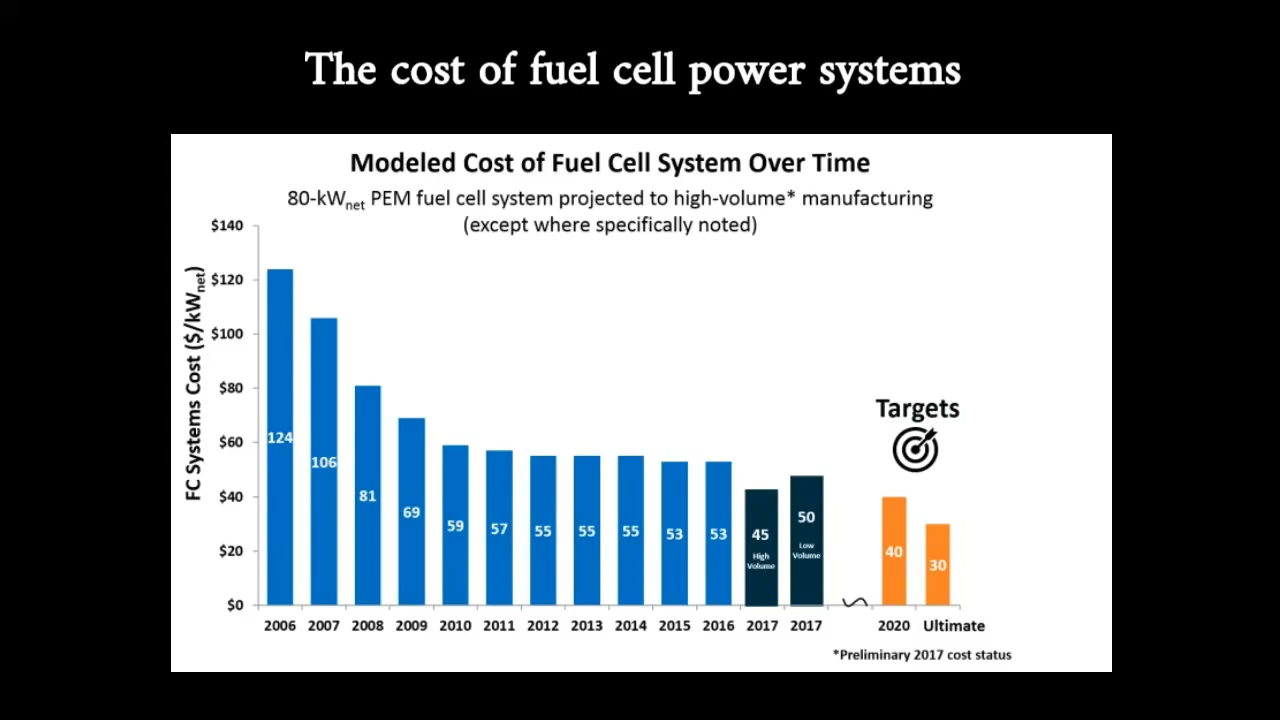 The cost of fuel cell power systems
Modeled Cost of Fuel Cell System Over Time
80-kWnet PEM fuel cell system projected to high-volume* manufacturing
(except where specifically noted)
FC Systems Cost ($/kWnet)
$140
$120
$100
$80
$60
$40
$20
$0
124
106
81
69
59
57
55
55
55
53
53
45
High
Volume
50
Low
Volume
Targets
40
30
2006 2007 2008 2009 2010 2011 2012 2013 2014 2015 2016 2017 2017 2020 Ultimate
*Preliminary 2017 cost status